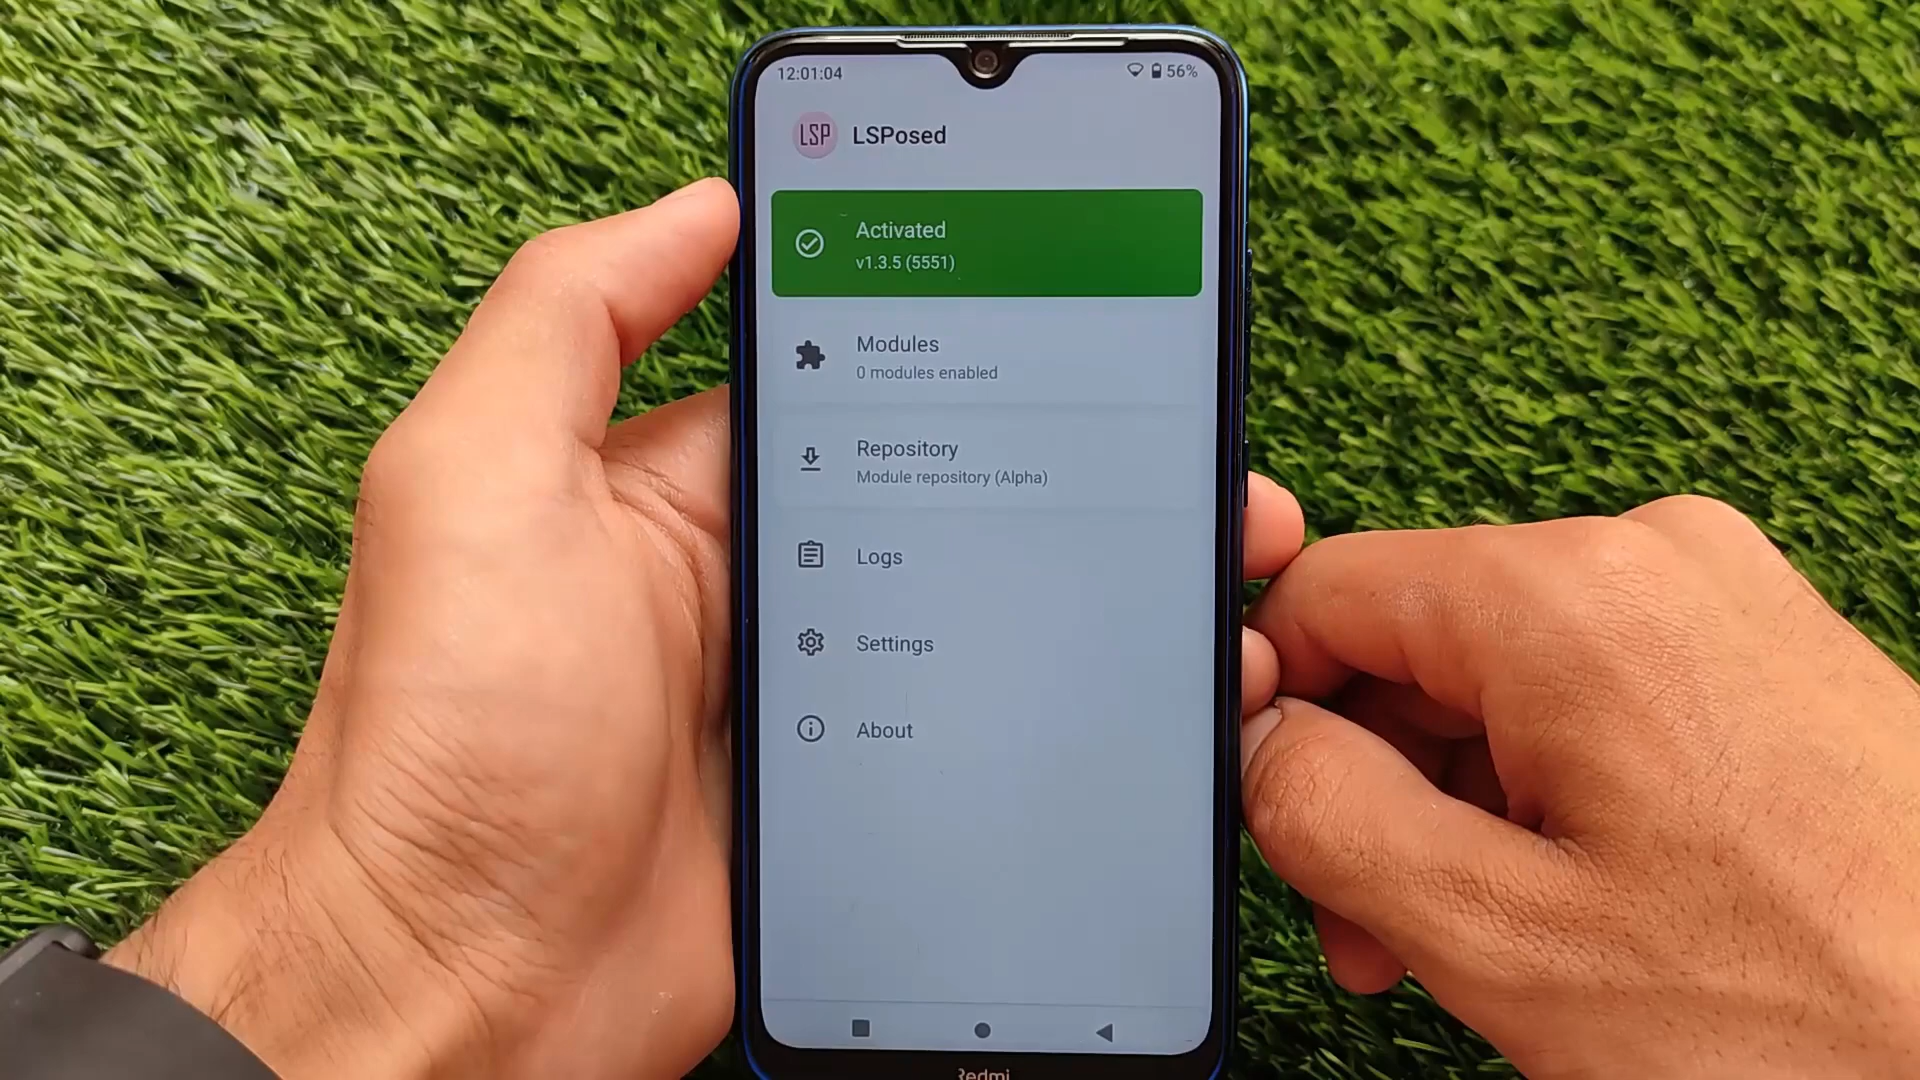 12:01:04
56%
LSP LSPosed
Activated
v1.3.5 (5551)
Modules
0 modules enabled
Repository
Module repository (Alpha)
Logs
Settings
About
Redmi